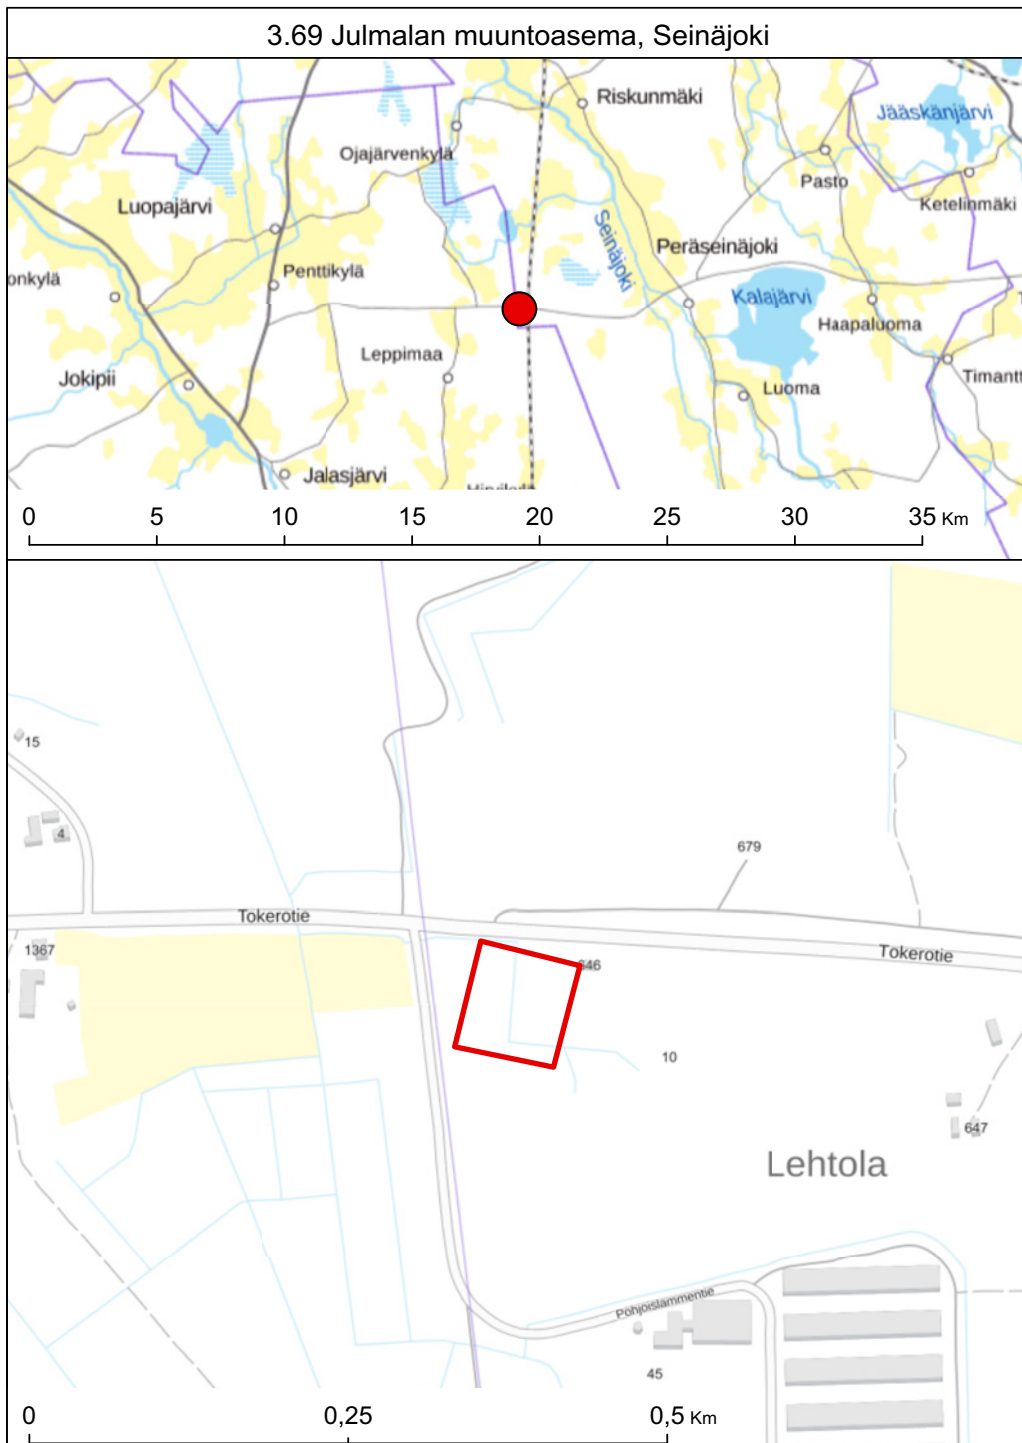 3.69 Julmalan muuntoasema, Seinäjoki
Riskunmäki
Jääskänjärvi
Ojajärvenkylä
Pasto
Luopajärvi
Ketelinmäki
Seinäjoki
Peräseinäjoki
onkylä
Penttikylä
Kalajärvi
Haapaluoma
Leppimaa
Jokipii
Luoma
Timantt
Jalasjärvi
0 5 10 15 20 25 30 35 Km
15
4
679
Tokerotie
1367
Tokerotie
646
10
647
Lehtola
Pohjoislammentie
45
0 0,25 0,5 Km